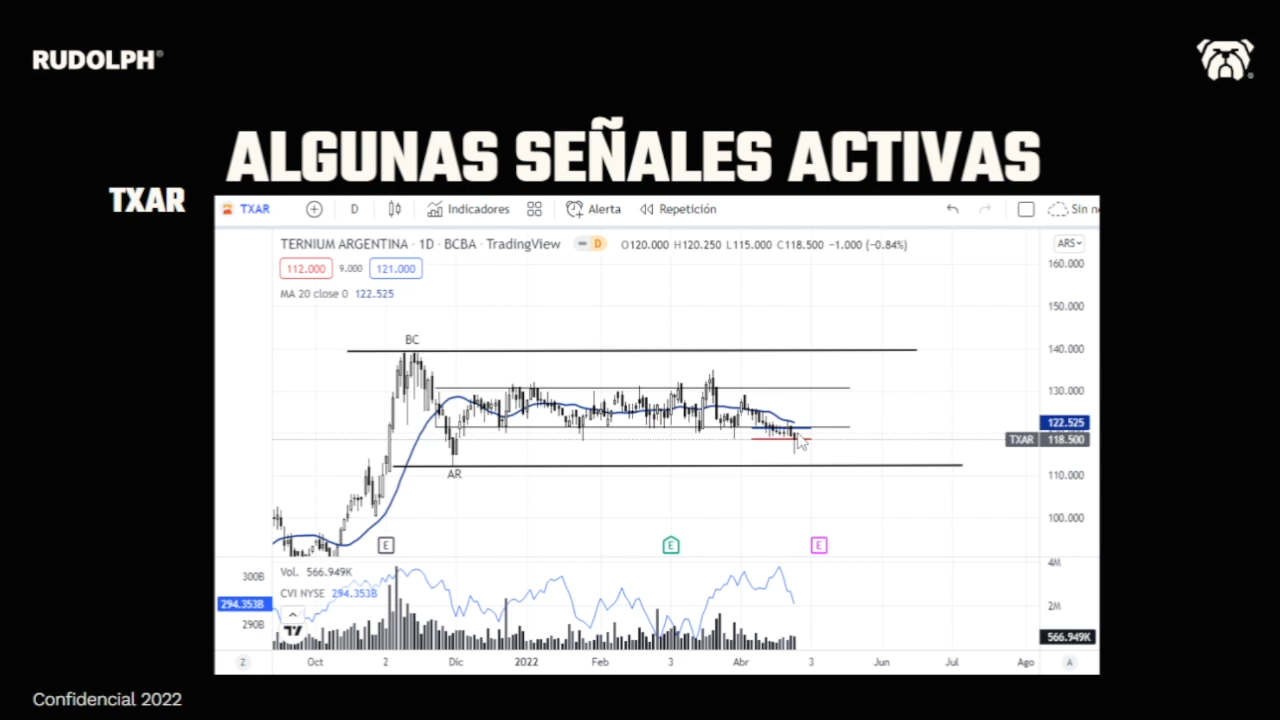 RUDOLPH®
ALGUNAS SEÑALES ACTIVAS
TXAR
TXAR D Indicadores Alerta Repetición Sin n
TERNIUM ARGENTINA · 1D · BCBA · TradingView D O120.000 H120.250 L115.000 C118.500 −1.000 (−0.84%) ARS
112.000 9.000 121.000
MA 20 close 0 122.525
160.000
150.000
BC
140.000
130.000
122.525
TXAR 118.500
AR
110.000
100.000
E E E
Vol. 566.949K
4M
300B
CVI NYSE 294.353B
294.353B
2M
290B
566.949K
Z Oct 2 Dic 2022 Feb 3 Abr 3 Jun Jul Ago A
Confidencial 2022